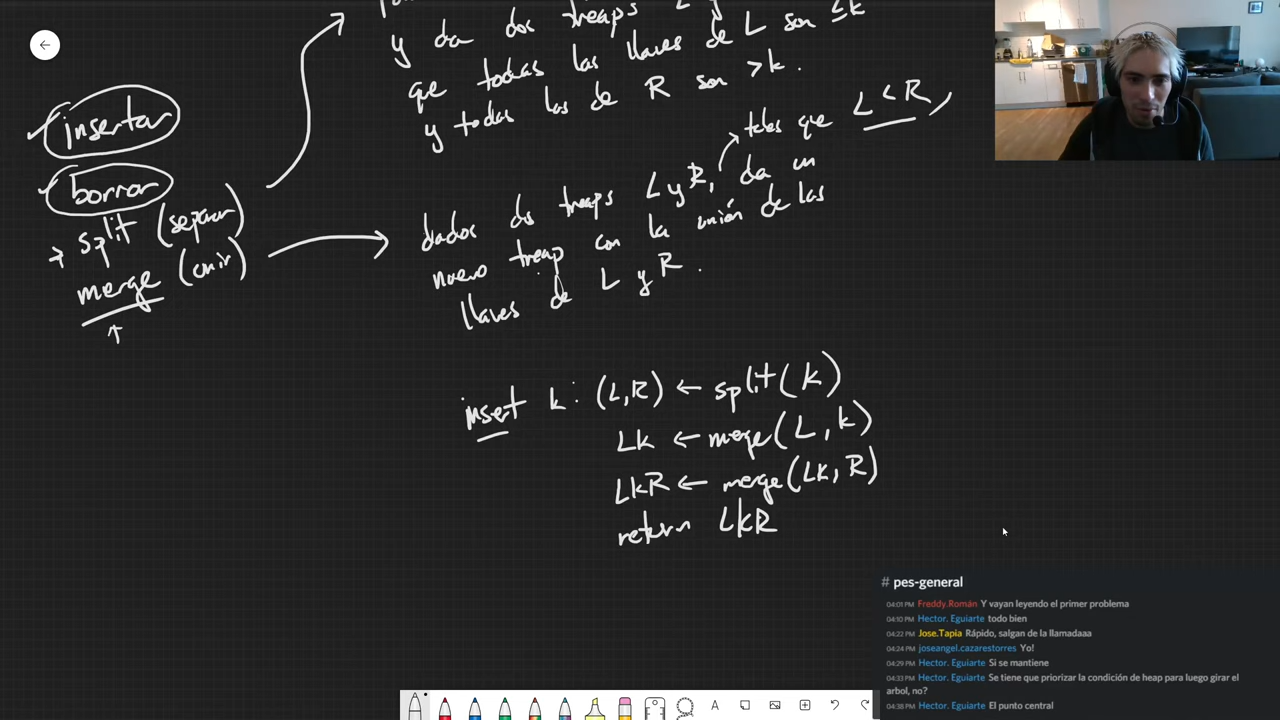 y da dos treaps L y
que todas las llaves de L son ≤k
y todas las de R son >k.
insertar
borrar
split (separar)
merge (unir)
tales que L < R,
dados dos treaps L y R, da un
nuevo treap con la unión de las
llaves de L y R.
insert k: (L,R) ← split(k)
Lk ← merge(L,k)
LkR ← merge(Lk,R)
return LkR
# pes-general
04:01 PM Freddy.Román Y vayan leyendo el primer problema
04:10 PM Hector. Eguiarte todo bien
04:22 PM Jose.Tapia Rápido, salgan de la llamadaaa
04:24 PM joseangel.cazarestorres Yo!
04:29 PM Hector. Eguiarte Si se mantiene
04:33 PM Hector. Eguiarte Se tiene que priorizar la condición de heap para luego girar el
arbol, no?
04:38 PM Hector. Eguiarte El punto central
A